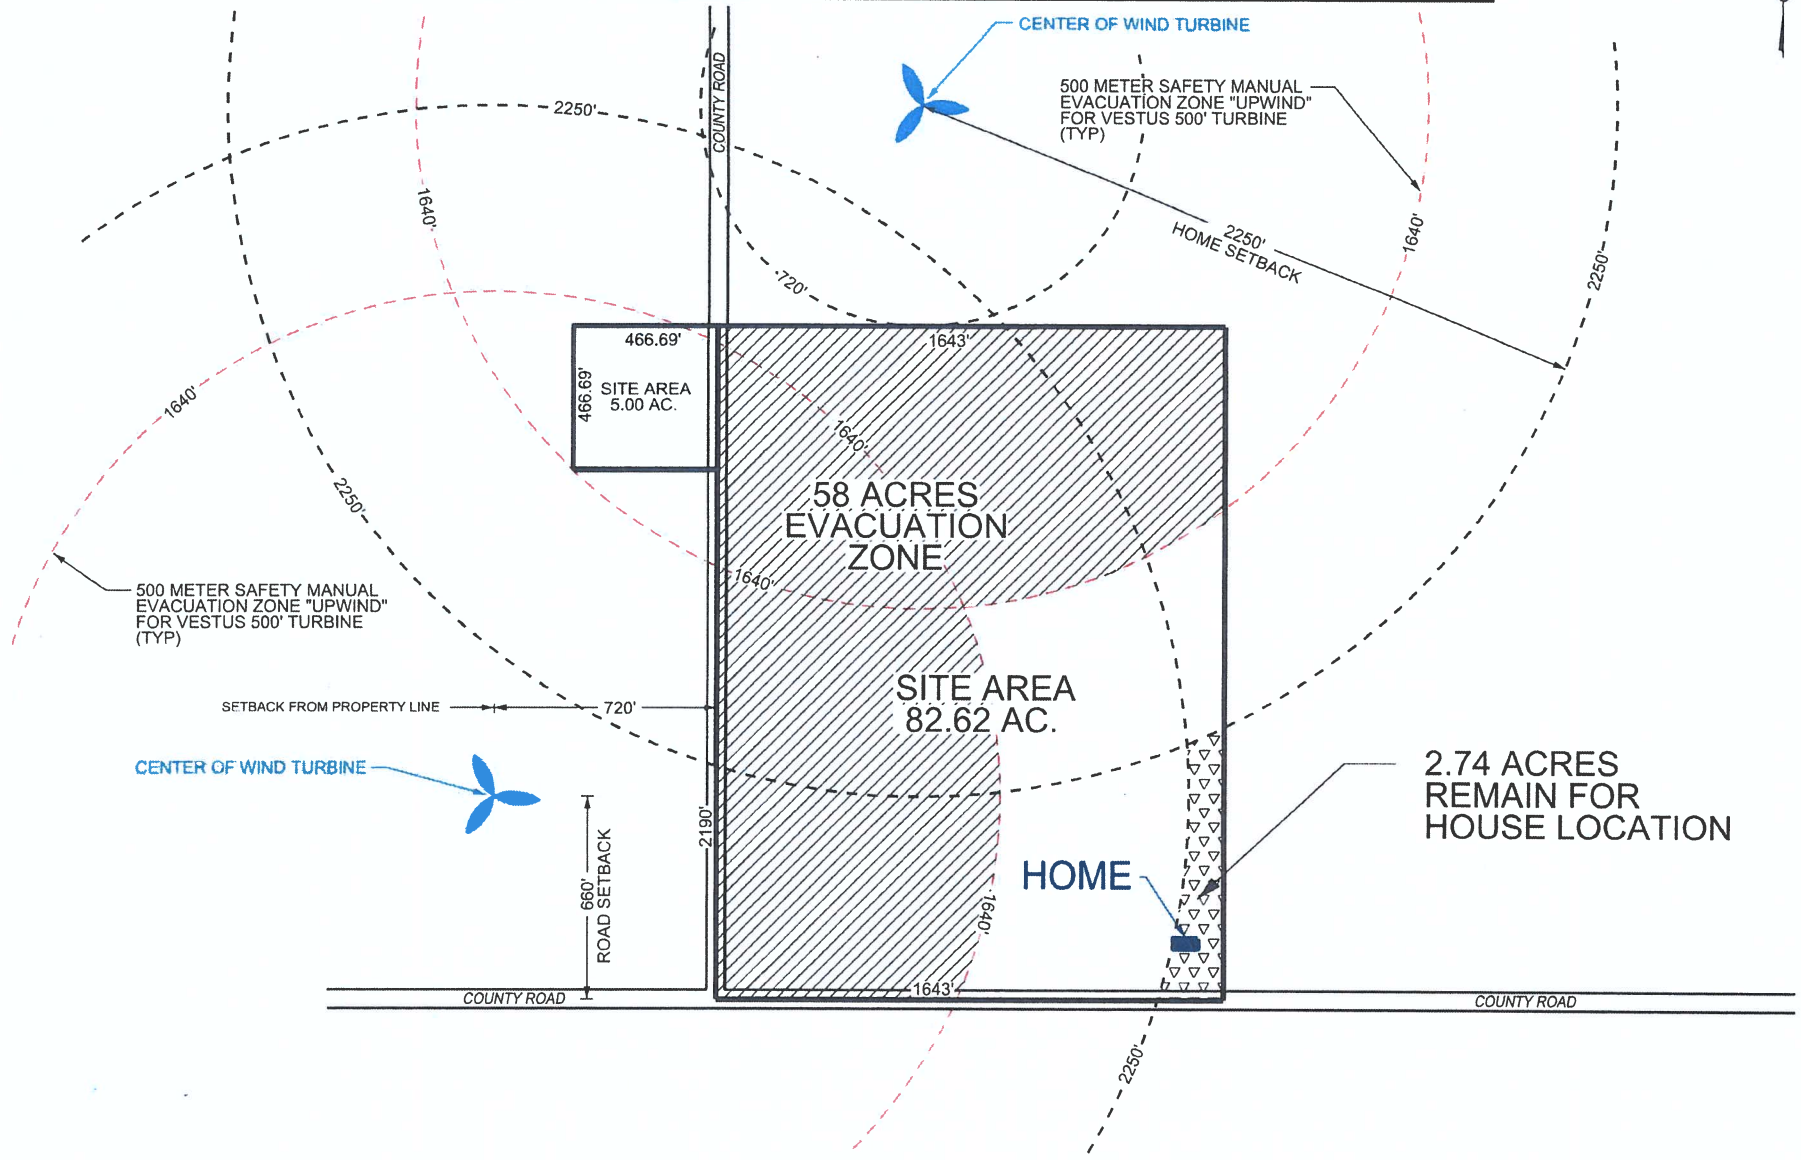 CENTER OF WIND TURBINE
COUNTY ROAD
500 METER SAFETY MANUAL
EVACUATION ZONE "UPWIND"
FOR VESTUS 500' TURBINE
(TYP)
2250'
1640'
2250'
HOME SETBACK
1640'
2250'
720'
1643'
466.69'
466.69'
SITE AREA
5.00 AC.
1640'
1640'
2250'
58 ACRES
EVACUATION
ZONE
1640'
500 METER SAFETY MANUAL
EVACUATION ZONE "UPWIND"
FOR VESTUS 500' TURBINE
(TYP)
SITE AREA
82.62 AC.
SETBACK FROM PROPERTY LINE
720'
CENTER OF WIND TURBINE
2.74 ACRES
REMAIN FOR
HOUSE LOCATION
2190'
660'
ROAD SETBACK
HOME
1640'
1643'
COUNTY ROAD
COUNTY ROAD
2250'